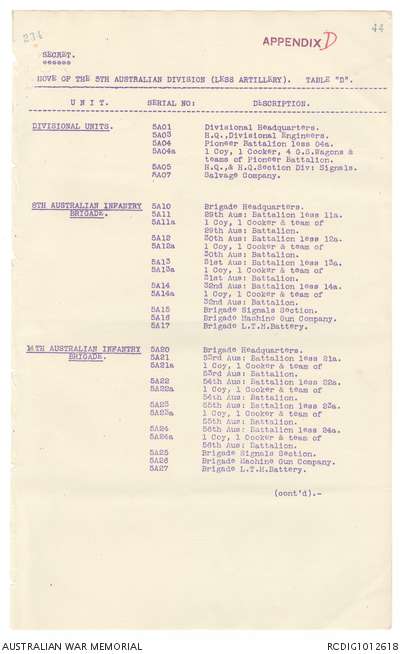 234
44
APPENDIX D
SECRET.
MOVE OF THE 5TH AUSTRALIAN DIVISION (LESS ARTILLERY). TABLE "D".
UNIT. SERIAL NO: DESCRIPTION.
DIVISIONAL UNITS. 5A01 Divisional Headquarters.
5A03 H.Q.,Divisional Engineers.
5A04 Pioneer Battalion less 04a.
5A04a 1 Coy, 1 Cooker, 4 G.S.Wagons &
teams of Pioneer Battalion.
5A05 H.Q.,& H.Q.Section Div: Signals.
5A07 Salvage Company.
8TH AUSTRALIAN INFANTRY 5A10 Brigade Headquarters.
BRIGADE. 5A11 29th Aus: Battalion less 11a.
5A11a 1 Coy, 1 Cooker & team of
29th Aus: Battalion.
5A12 30th Aus: Battalion less 12a.
5A12a 1 Coy, 1 Cooker & team of
30th Aus: Battalion.
5A13 31st Aus: Battalion less 13a.
5A13a 1 Coy, 1 Cooker & team of
31st Aus: Battalion.
5A14 32nd Aus: Battalion less 14a.
5A14a 1 Coy, 1 Cooker & team of
32nd Aus: Battalion.
5A15 Brigade Signals Section.
5A16 Brigade Machine Gun Company.
5A17 Brigade L.T.M.Battery.
14TH AUSTRALIAN INFANTRY 5A20 Brigade Headquarters.
BRIGADE. 5A21 53rd Aus: Battalion less 21a.
5A21a 1 Coy, 1 Cooker & team of
53rd Aus: Battalion.
5A22 54th Aus: Battalion less 22a.
5A22a 1 Coy, 1 Cooker & team of
54th Aus: Battalion.
5A23 55th Aus: Battalion less 23a.
5A23a 1 Coy, 1 Cooker & team of
55th Aus: Battalion.
5A24 56th Aus: Battalion less 24a.
5A24a 1 Coy, 1 Cooker & team of
56th Aus: Battalion.
5A25 Brigade Signals Section.
5A26 Brigade Machine Gun Company.
5A27 Brigade L.T.M.Battery.
(cont'd).-
AUSTRALIAN WAR MEMORIAL RCDIG1012618